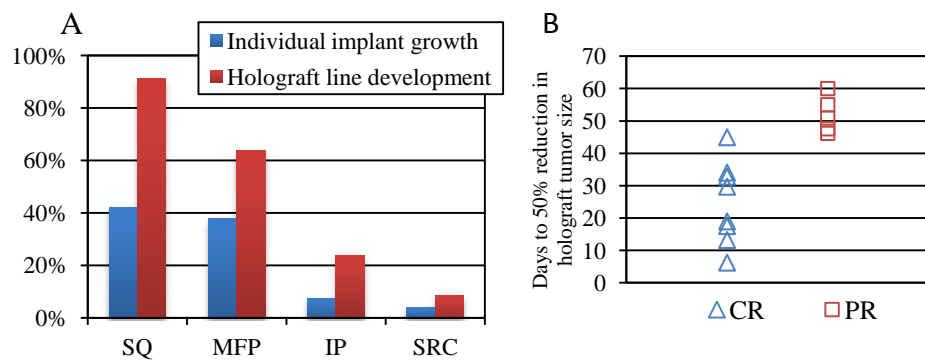 A
Individual implant growth
Holograft line development
100%
80%
60%
40%
20%
0%
SQ MFP IP SRC
B
Days to 50% reduction in
holograft tumor size
70
60
50
40
30
20
10
0
CR PR